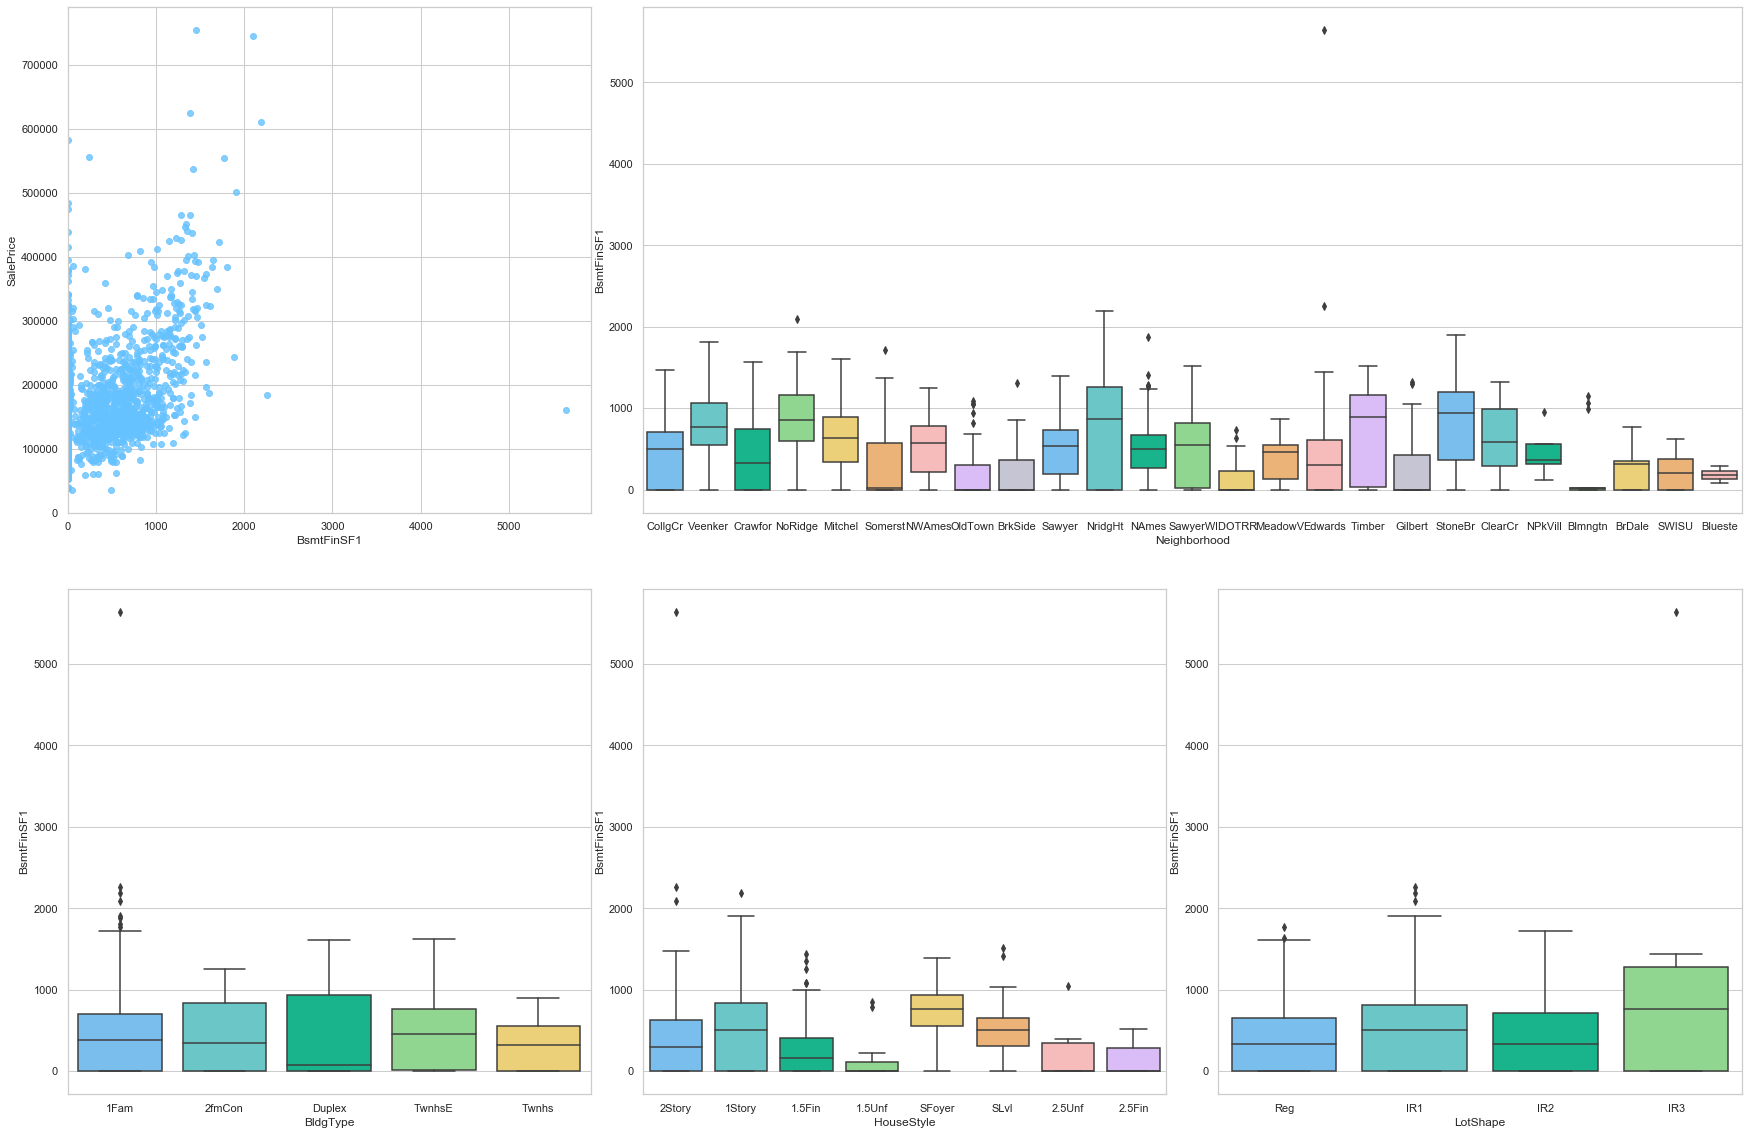 700000
600000
500000
400000
300000
200000
100000
0
SalePrice
0 1000 2000 3000 4000 5000
BsmtFinSF1
5000
4000
3000
2000
1000
0
BsmtFinSF1
CollgCr Veenker Crawfor NoRidge Mitchel Somerst NWAmes OldTown BrkSide Sawyer NridgHt NAmes SawyerW IDOTRR MeadowV Edwards Timber Gilbert StoneBr ClearCr NPkVill Blmngtn BrDale SWISU Blueste
Neighborhood
5000
4000
3000
2000
1000
0
BsmtFinSF1
1Fam 2fmCon Duplex TwnhsE Twnhs
BldgType
5000
4000
3000
2000
1000
0
BsmtFinSF1
2Story 1Story 1.5Fin 1.5Unf SFoyer SLvl 2.5Unf 2.5Fin
HouseStyle
5000
4000
3000
2000
1000
0
BsmtFinSF1
Reg IR1 IR2 IR3
LotShape